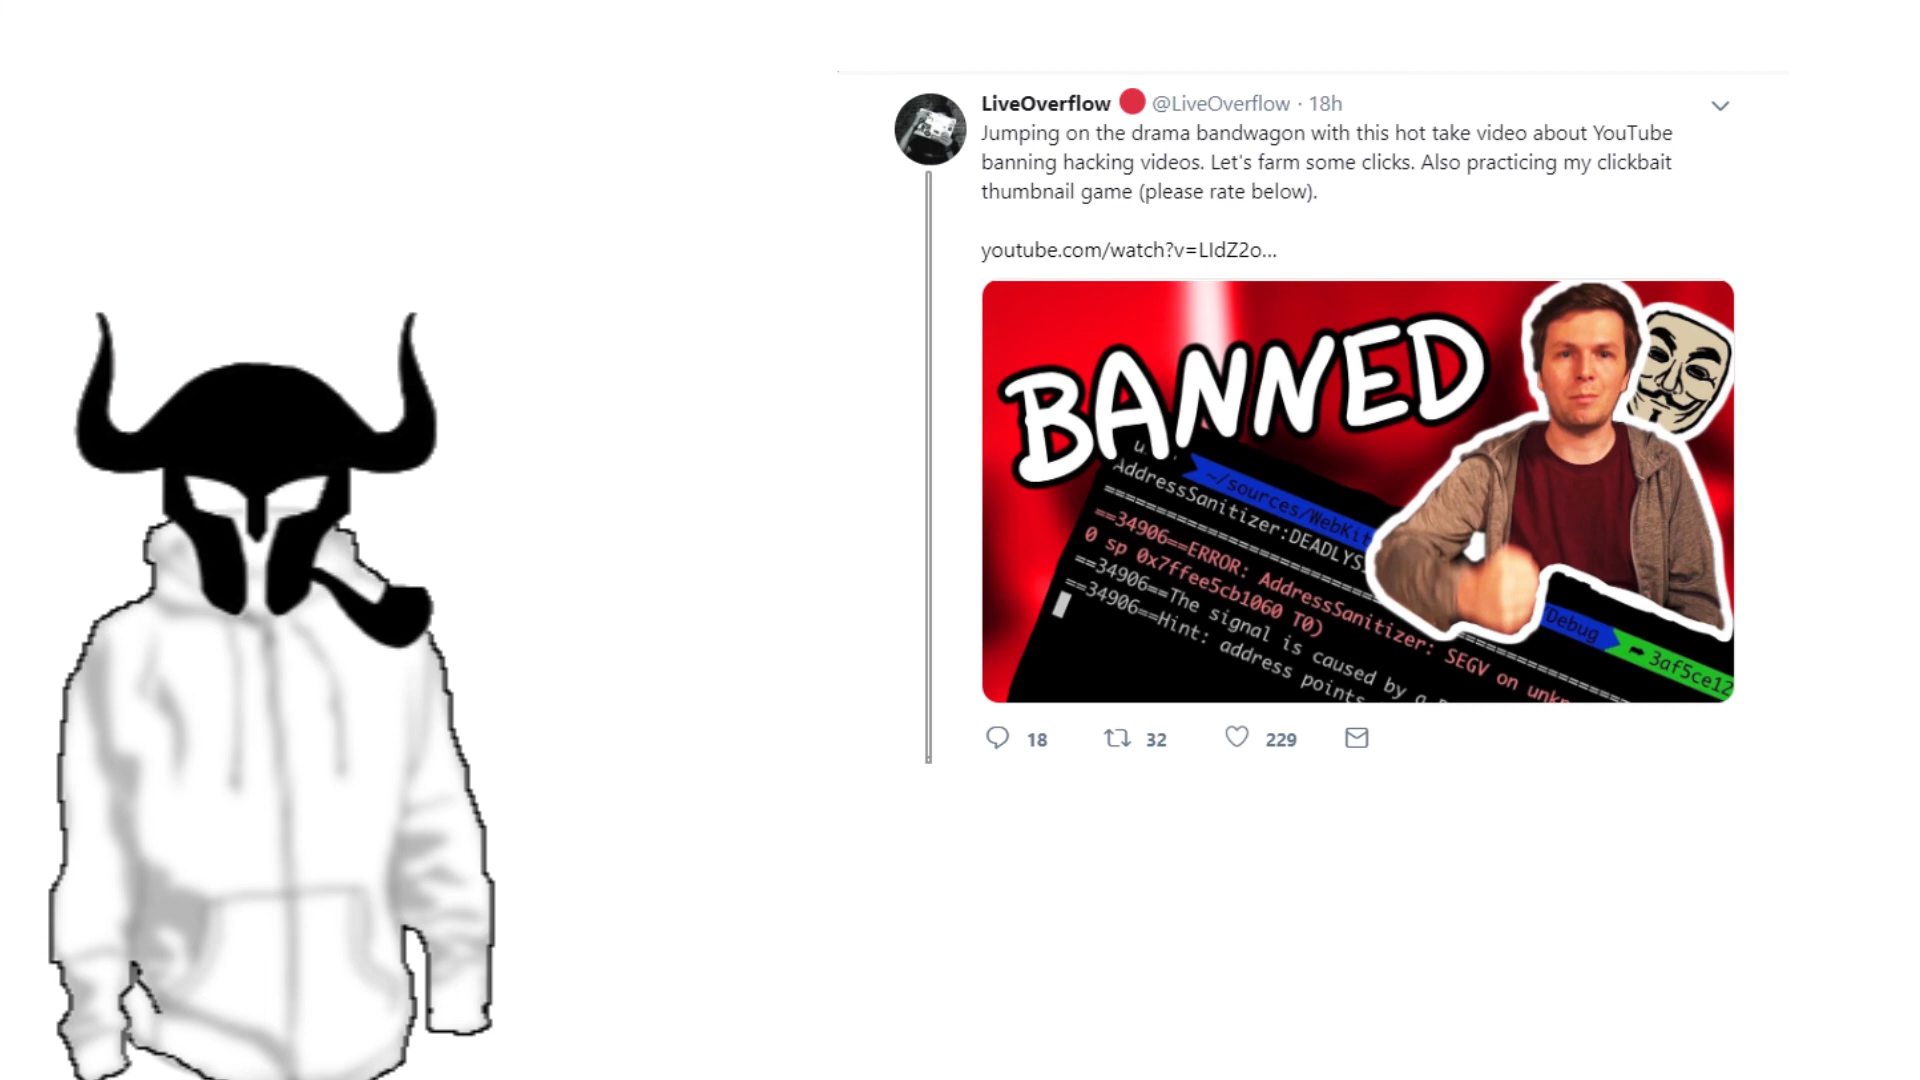 LiveOverflow 🔴 @LiveOverflow · 18h
Jumping on the drama bandwagon with this hot take video about YouTube
banning hacking videos. Let's farm some clicks. Also practicing my clickbait
thumbnail game (please rate below).
youtube.com/watch?v=LIdZ2o...
BANNED
~/sources/WebKit
AddressSanitizer:DEADLYS
==34906==ERROR: AddressSanitizer: SEGV on unk
0 sp 0x7ffee5cb1060 T0)
==34906==The signal is caused by a
==34906==Hint: address points
/Debug
3af5ce12
18 32 229